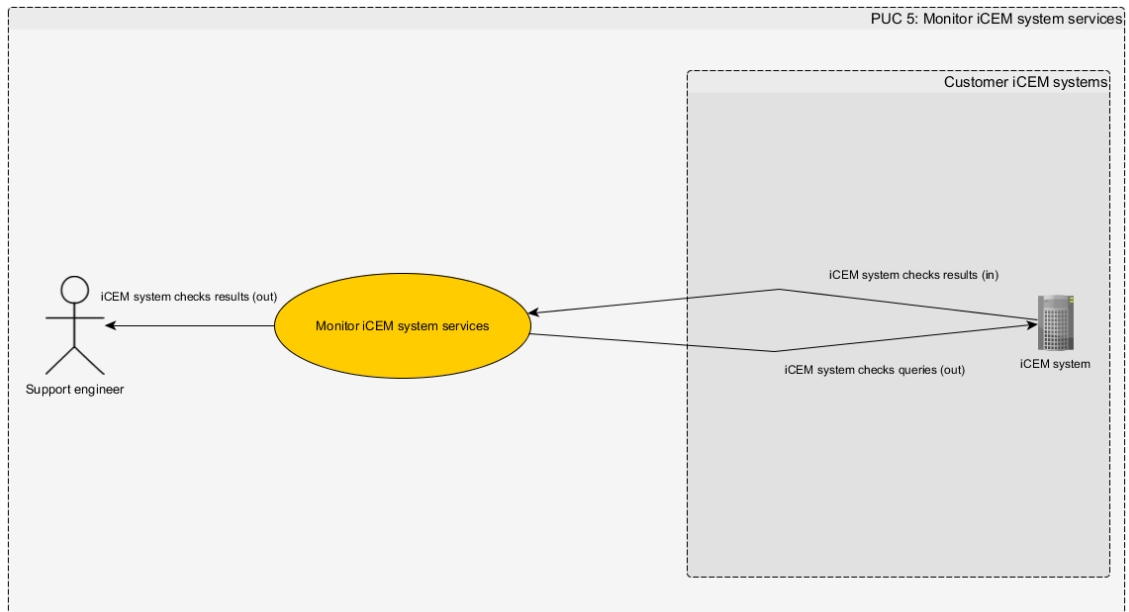 PUC 5: Monitor iCEM system services
Customer iCEM systems
iCEM system checks results (in)
iCEM system checks results (out)
Monitor iCEM system services
iCEM system checks queries (out)
iCEM system
Support engineer